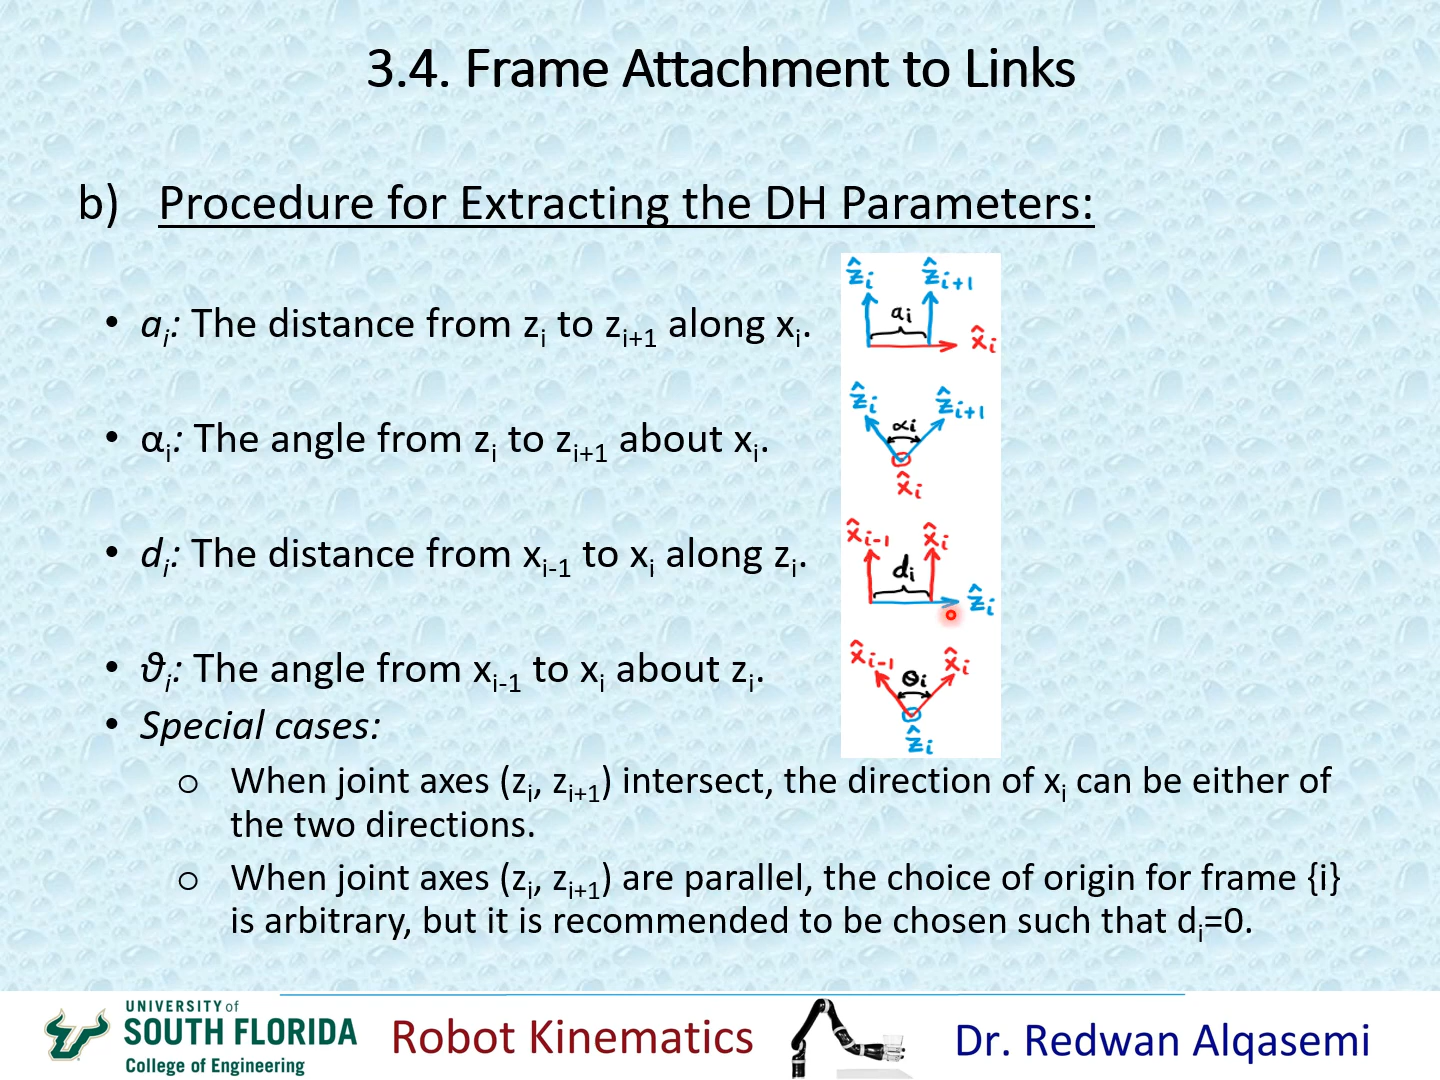 3.4. Frame Attachment to Links
b) Procedure for Extracting the DH Parameters:
• aᵢ: The distance from zᵢ to zᵢ₊₁ along xᵢ.
• αᵢ: The angle from zᵢ to zᵢ₊₁ about xᵢ.
• dᵢ: The distance from xᵢ₋₁ to xᵢ along zᵢ.
• ϑᵢ: The angle from xᵢ₋₁ to xᵢ about zᵢ.
• Special cases:
o When joint axes (zᵢ, zᵢ₊₁) intersect, the direction of xᵢ can be either of
the two directions.
o When joint axes (zᵢ, zᵢ₊₁) are parallel, the choice of origin for frame {i}
is arbitrary, but it is recommended to be chosen such that dᵢ=0.
ẑᵢ ẑᵢ₊₁
aᵢ
x̂ᵢ
ẑᵢ ẑᵢ₊₁
αᵢ
x̂ᵢ
x̂ᵢ₋₁ x̂ᵢ
dᵢ
ẑᵢ
x̂ᵢ₋₁ x̂ᵢ
θᵢ
ẑᵢ
UNIVERSITY of
SOUTH FLORIDA
College of Engineering
Robot Kinematics
Dr. Redwan Alqasemi